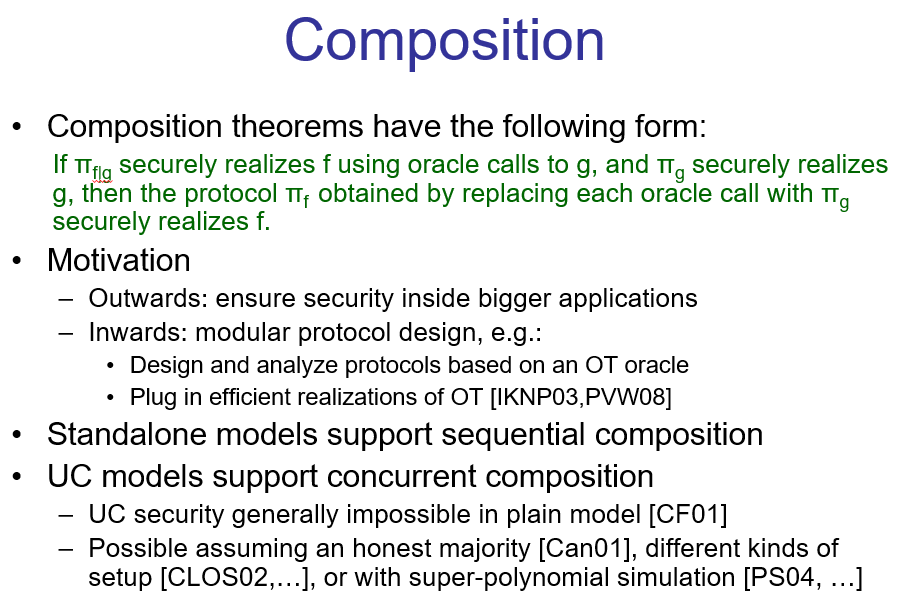 Composition
• Composition theorems have the following form:
If π_f|g securely realizes f using oracle calls to g, and π_g securely realizes
g, then the protocol π_f obtained by replacing each oracle call with π_g
securely realizes f.
• Motivation
– Outwards: ensure security inside bigger applications
– Inwards: modular protocol design, e.g.:
• Design and analyze protocols based on an OT oracle
• Plug in efficient realizations of OT [IKNP03,PVW08]
• Standalone models support sequential composition
• UC models support concurrent composition
– UC security generally impossible in plain model [CF01]
– Possible assuming an honest majority [Can01], different kinds of
setup [CLOS02,…], or with super-polynomial simulation [PS04, …]